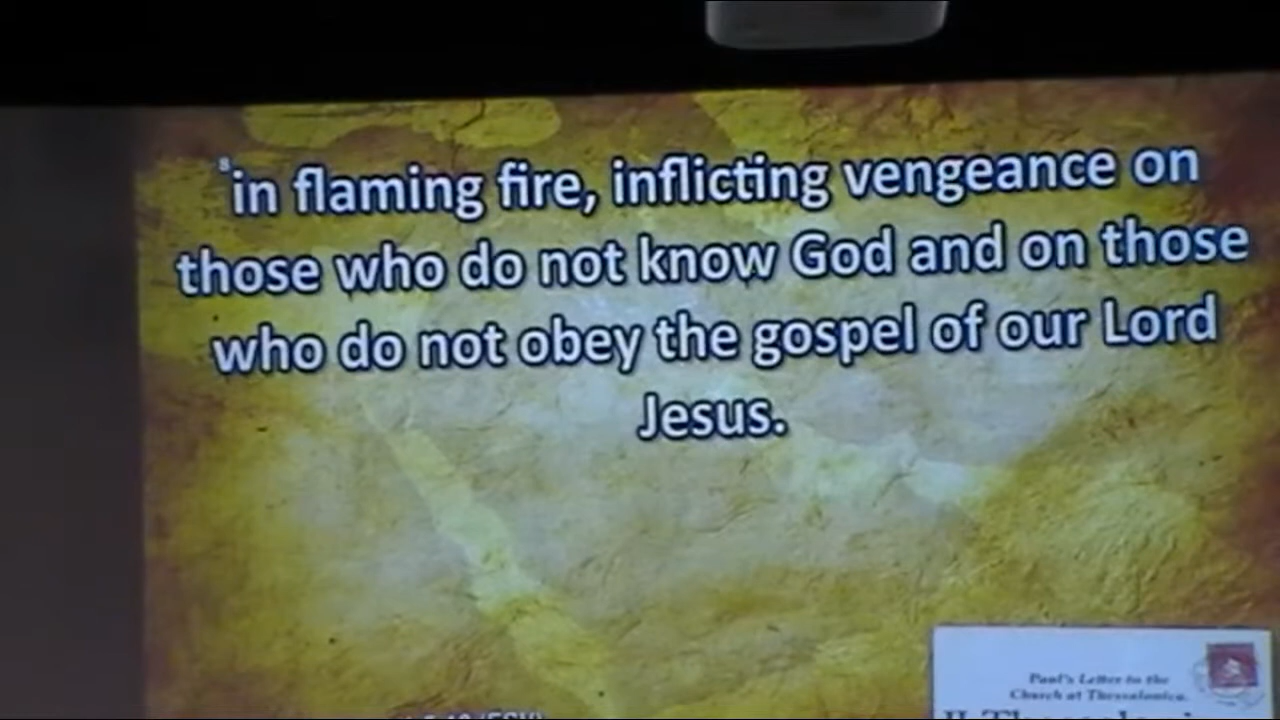 8
in flaming fire, inflicting vengeance on
those who do not know God and on those
who do not obey the gospel of our Lord
Jesus.
Paul's Letter to the
Church at Thessalonica.